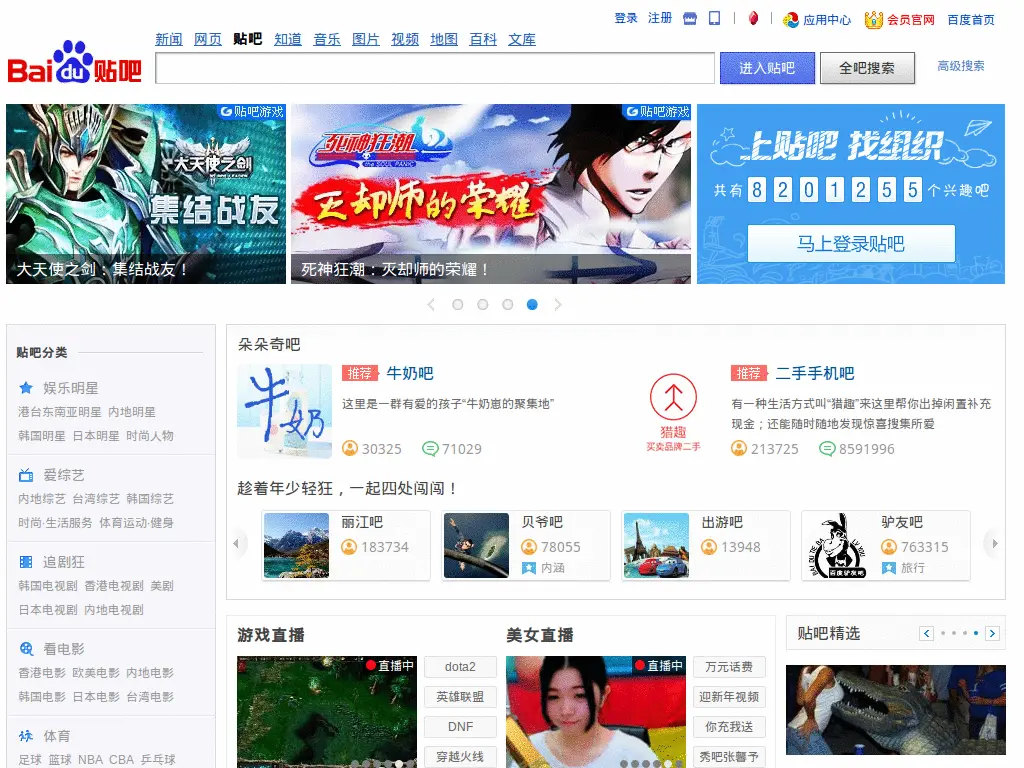 登录 注册 应用中心 会员官网 百度首页
新闻 网页 贴吧 知道 音乐 图片 视频 地图 百科 文库
Bai du 贴吧
进入贴吧 全吧搜索 高级搜索
贴吧游戏
大天使之剑
集结战友
大天使之剑：集结战友！
贴吧游戏
死神狂潮
the SOUL PANIC
灭却师的荣耀
死神狂潮：灭却师的荣耀！
上贴吧 找组织
共有 8 2 0 1 2 5 5 个兴趣吧
马上登录贴吧
贴吧分类
娱乐明星
港台东南亚明星 内地明星
韩国明星 日本明星 时尚人物
爱综艺
内地综艺 台湾综艺 韩国综艺
时尚·生活服务 体育运动·健身
追剧狂
韩国电视剧 香港电视剧 美剧
日本电视剧 内地电视剧
看电影
香港电影 欧美电影 内地电影
韩国电影 日本电影 台湾电影
体育
足球 篮球 NBA CBA 乒乓球
朵朵奇吧
牛奶
推荐 牛奶吧
这里是一群有爱的孩子“牛奶崽的聚集地”
30325 71029
猎趣
买卖品牌二手
推荐 二手手机吧
有一种生活方式叫“猎趣”来这里帮你出掉闲置补充
现金；还能随时随地发现惊喜搜集所爱
213725 8591996
趁着年少轻狂，一起四处闯闯！
丽江吧
183734
贝爷吧
78055
内涵
出游吧
13948
百度驴友吧
驴友吧
763315
旅行
游戏直播
直播中
dota2
英雄联盟
DNF
穿越火线
美女直播
直播中
万元话费
迎新年视频
你充我送
秀吧张馨予
贴吧精选